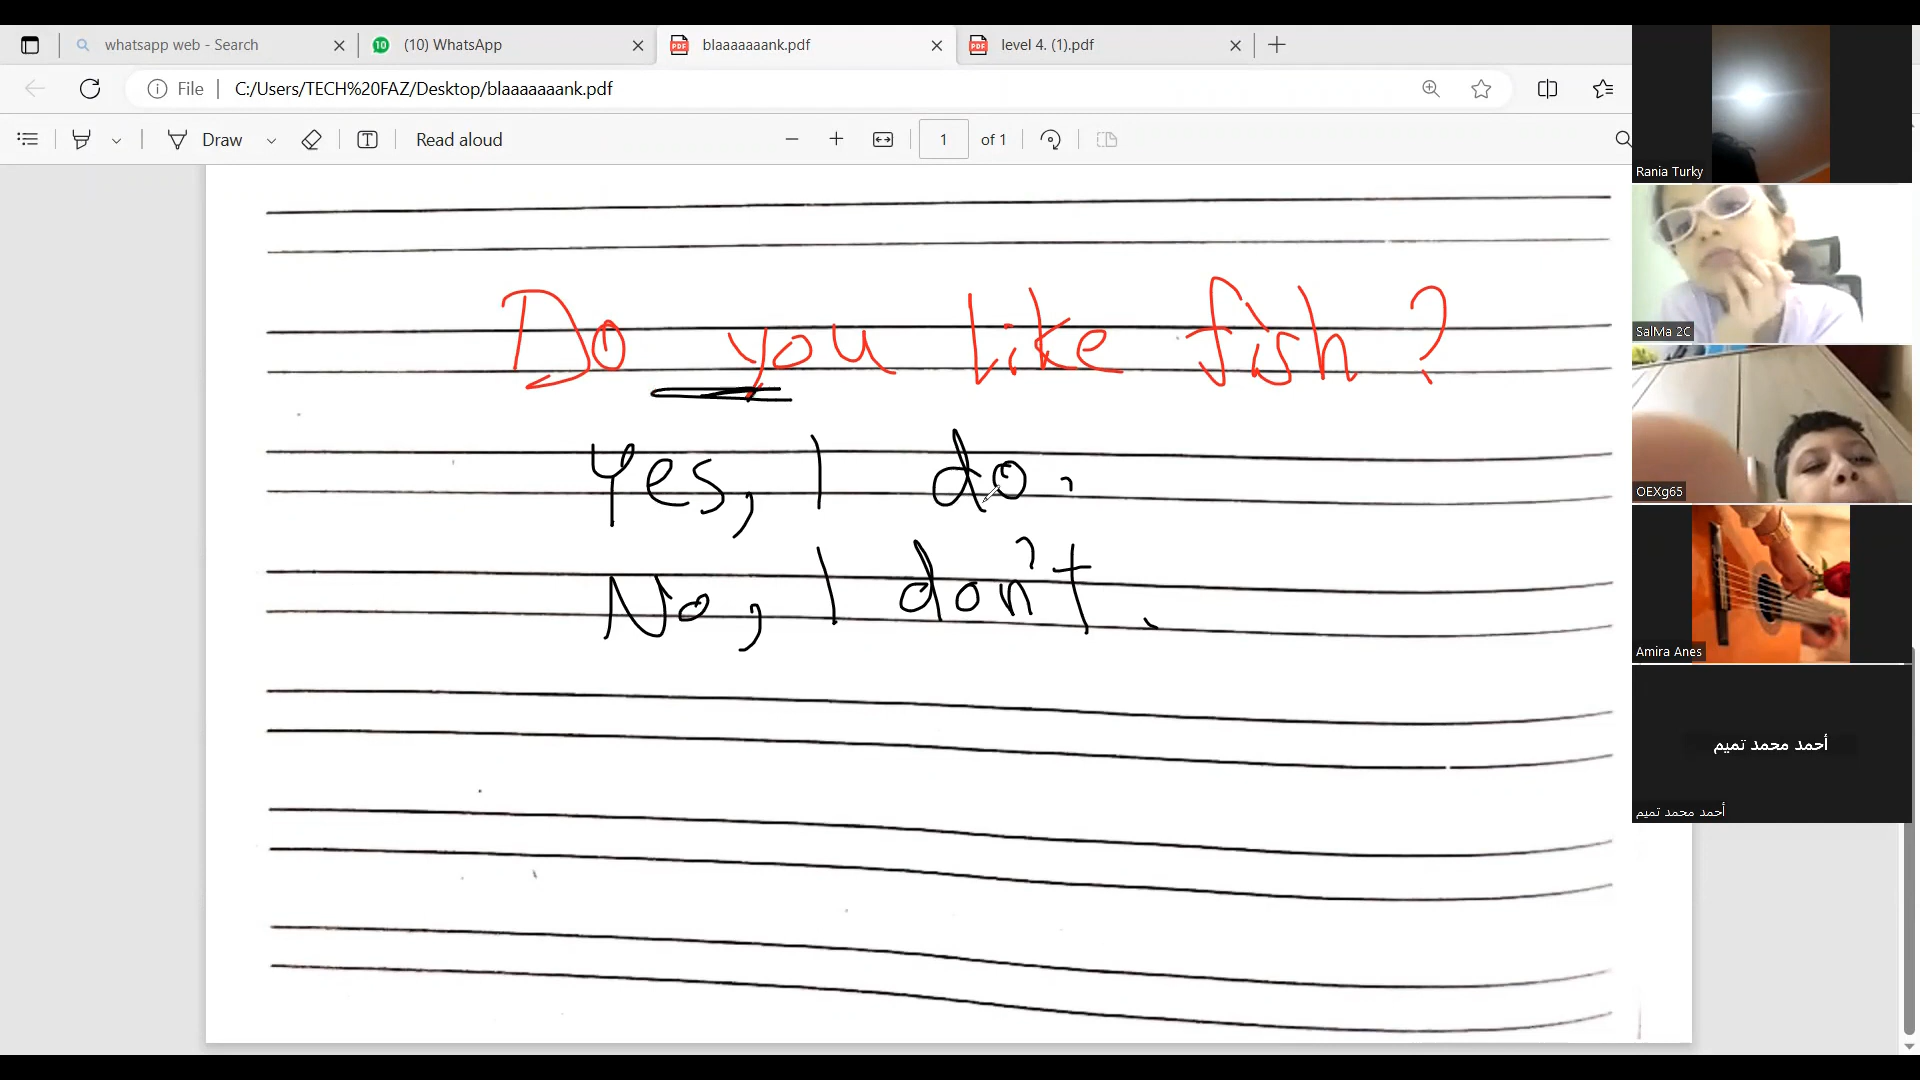 whatsapp web - Search
(10) WhatsApp
blaaaaaaank.pdf
level 4. (1).pdf
File
C:/Users/TECH%20FAZ/Desktop/blaaaaaaank.pdf
Draw
Read aloud
1 of 1
Do you like fish?
Yes, I do.
No, I don't.
Rania Turky
SalMa 2C
OEXg65
Amira Anes
أحمد محمد تميم
أحمد محمد تميم